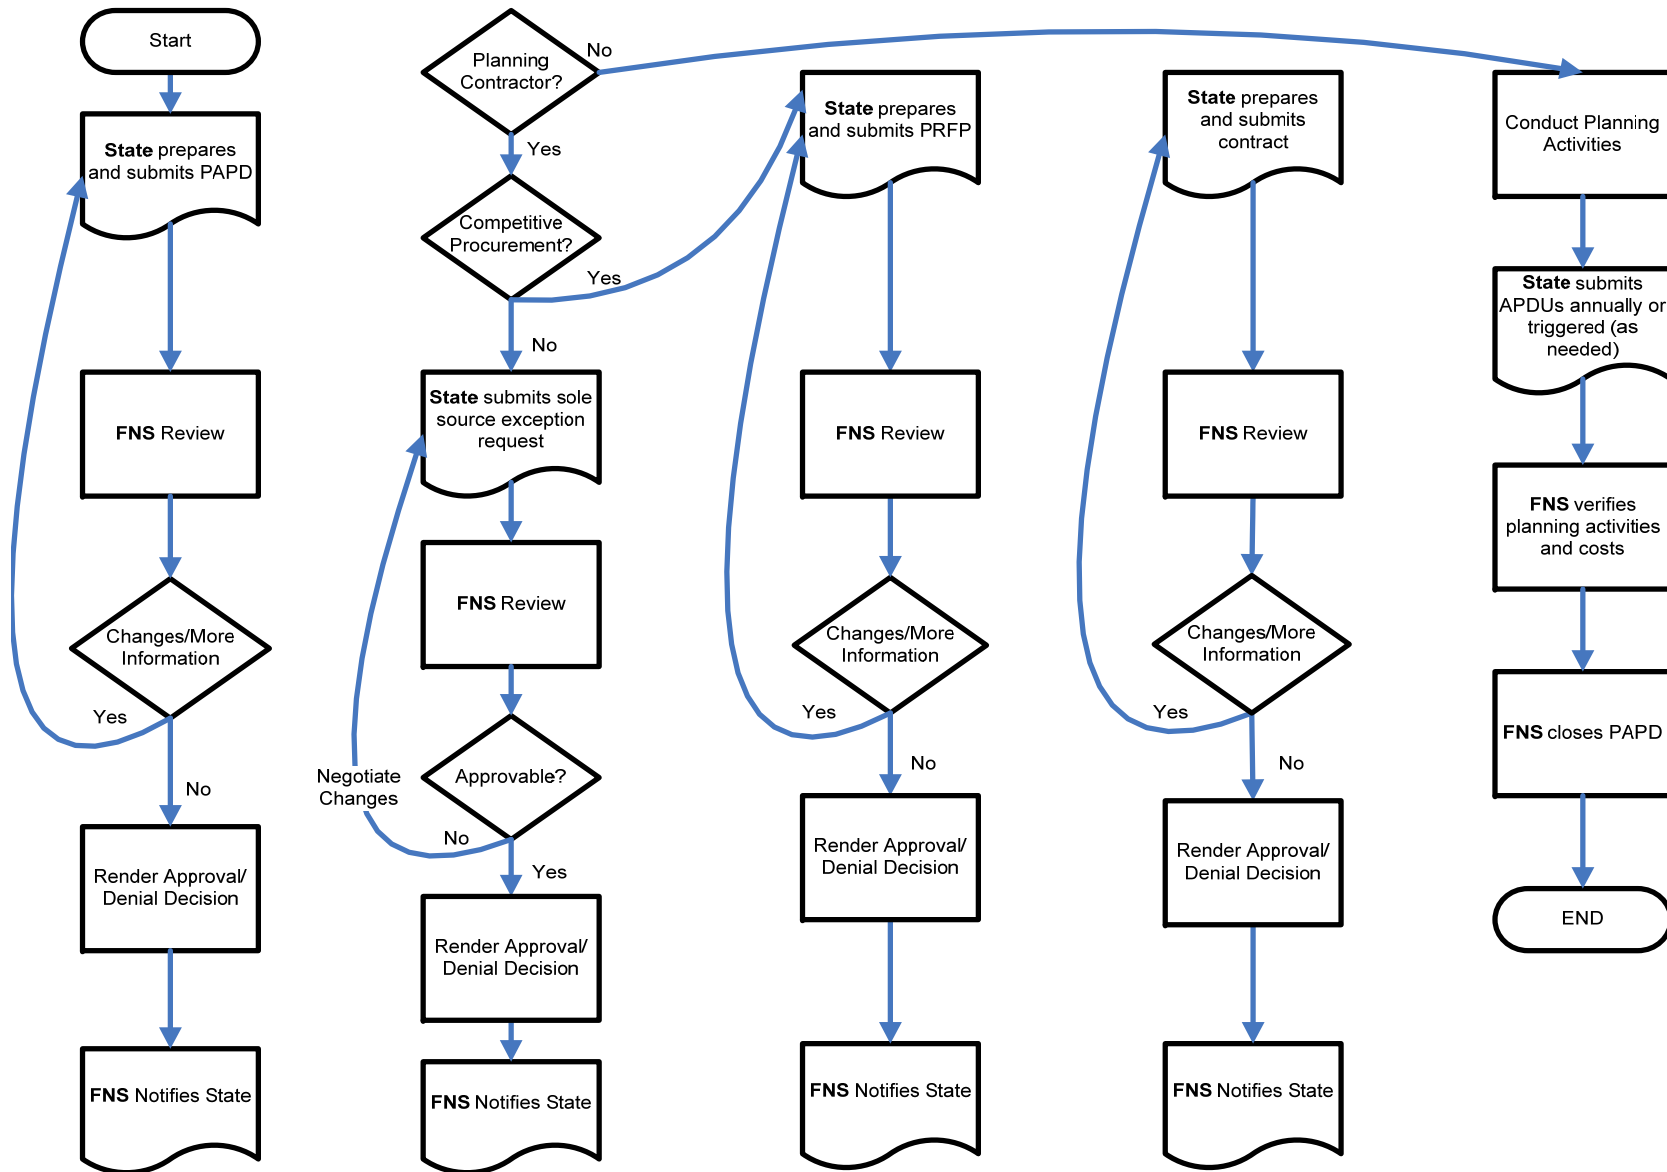 Start
State prepares
and submits PAPD
FNS Review
Changes/More
Information
Yes
No
Render Approval/
Denial Decision
FNS Notifies State
Planning
Contractor?
No
Yes
Competitive
Procurement?
Yes
No
State submits sole
source exception
request
FNS Review
Approvable?
Negotiate
Changes
No
Yes
Render Approval/
Denial Decision
FNS Notifies State
State prepares
and submits PRFP
FNS Review
Changes/More
Information
Yes
No
Render Approval/
Denial Decision
FNS Notifies State
State prepares
and submits
contract
FNS Review
Changes/More
Information
Yes
No
Render Approval/
Denial Decision
FNS Notifies State
Conduct Planning
Activities
State submits
APDUs annually or
triggered (as
needed)
FNS verifies
planning activities
and costs
FNS closes PAPD
END